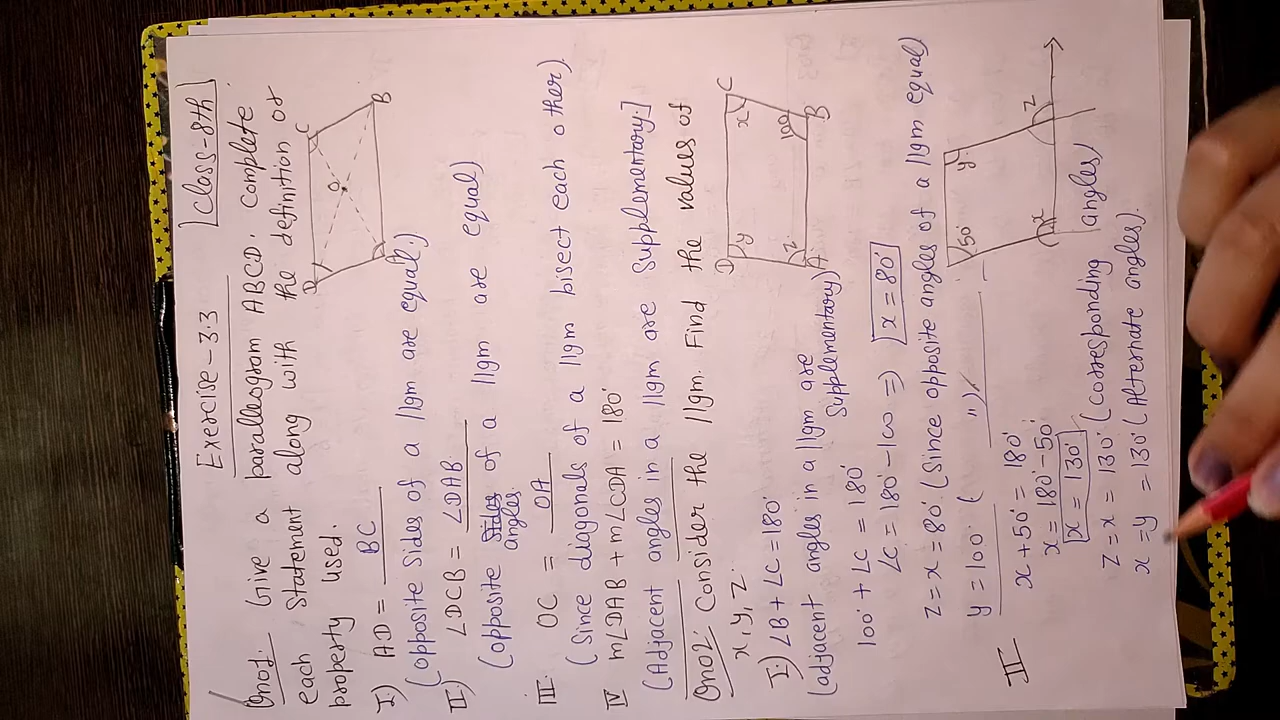 Exercise-3.3 Class-8th
Qno1. Give a parallelogram ABCD. complete
each Statement along with the definition or
property used.
I) AD = BC
(opposite sides of a llgm are equal.)
II) ∠DCB = ∠DAB
(opposite angles of a llgm are equal)
III. OC = OA
(Since diagonals of a llgm bisect each other)
IV m∠DAB + m∠CDA = 180°
(Adjacent angles in a llgm are Supplementary.]
D C
O
A B
Qno2: Consider the llgm. Find the values of
x, y, z.
I.) ∠B + ∠C = 180°
(adjacent angles in a llgm are
Supplementary)
100° + ∠C = 180°
∠C = 180° - 100 =) x = 80°
z = x = 80° (Since opposite angles of a llgm equal)
y = 100° ( " )
D C
y x
z 100
A B
II x + 50° = 180°
x = 180° - 50°
x = 130°
z = x = 130° (corresponding angles)
x = y = 130° (Alternate angles).
50° y
x z